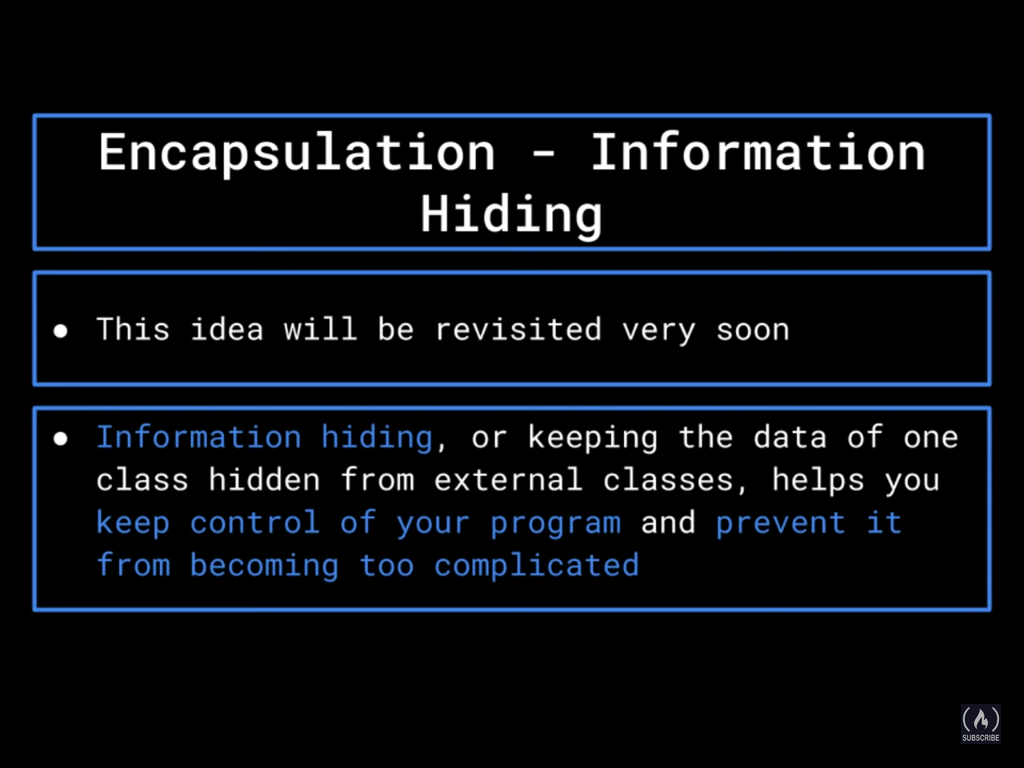 Encapsulation - Information
Hiding
● This idea will be revisited very soon
● Information hiding, or keeping the data of one
class hidden from external classes, helps you
keep control of your program and prevent it
from becoming too complicated
SUBSCRIBE